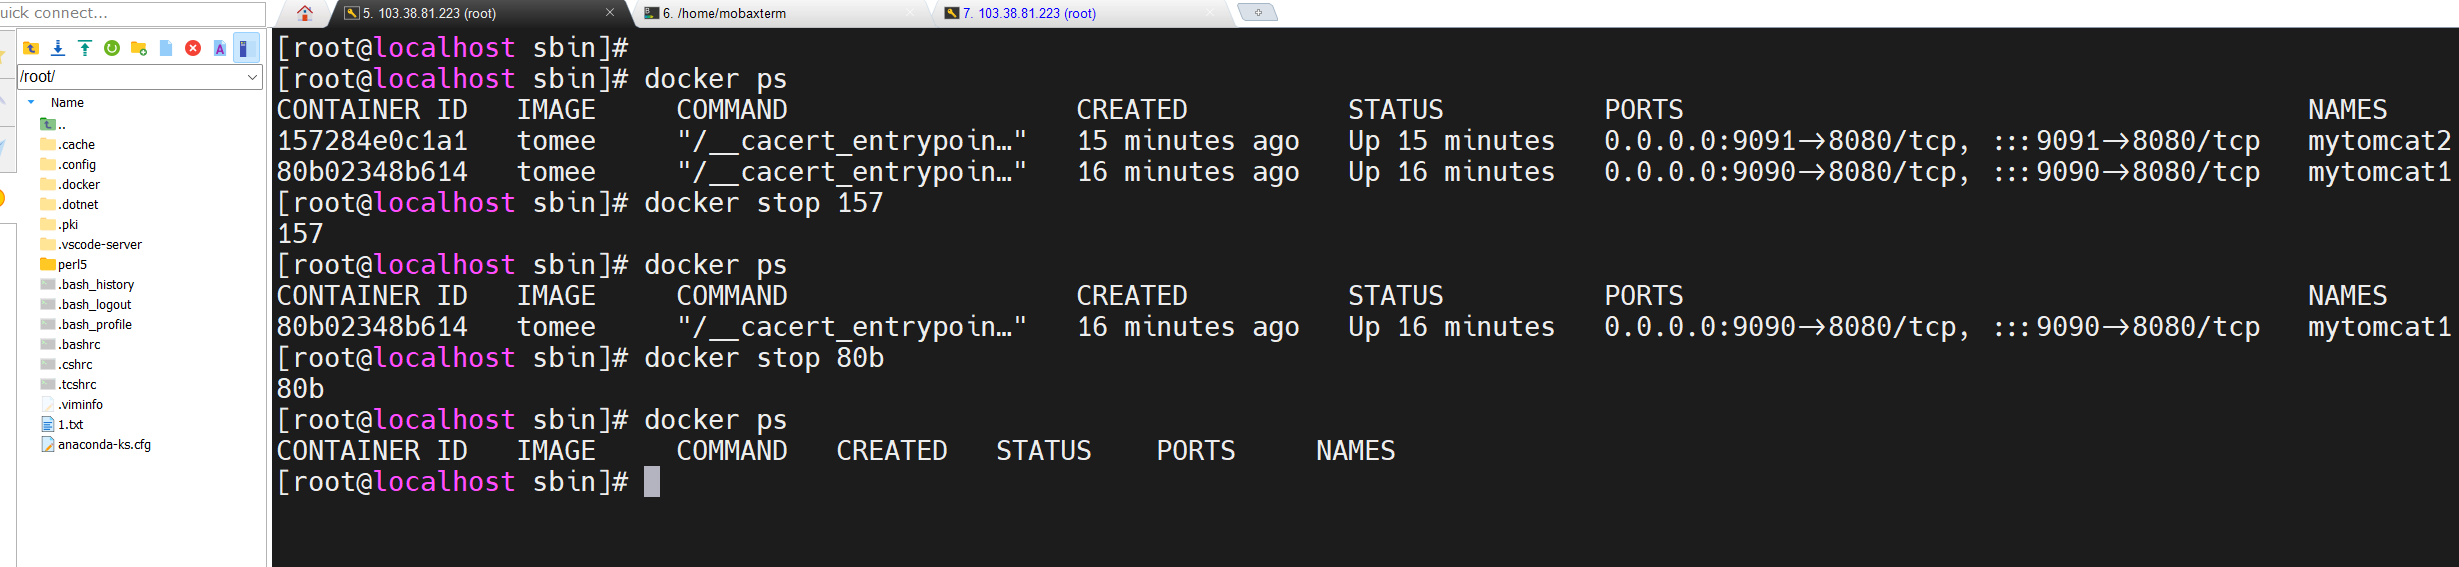 uick connect...
5. 103.38.81.223 (root)
6. /home/mobaxterm
7. 103.38.81.223 (root)
/root/
Name
..
.cache
.config
.docker
.dotnet
.pki
.vscode-server
perl5
.bash_history
.bash_logout
.bash_profile
.bashrc
.cshrc
.tcshrc
.viminfo
1.txt
anaconda-ks.cfg
[root@localhost sbin]#
[root@localhost sbin]# docker ps
CONTAINER ID   IMAGE     COMMAND                  CREATED          STATUS          PORTS                                       NAMES
157284e0c1a1   tomee     "/__cacert_entrypoin…"   15 minutes ago   Up 15 minutes   0.0.0.0:9091->8080/tcp, :::9091->8080/tcp   mytomcat2
80b02348b614   tomee     "/__cacert_entrypoin…"   16 minutes ago   Up 16 minutes   0.0.0.0:9090->8080/tcp, :::9090->8080/tcp   mytomcat1
[root@localhost sbin]# docker stop 157
157
[root@localhost sbin]# docker ps
CONTAINER ID   IMAGE     COMMAND                  CREATED          STATUS          PORTS                                       NAMES
80b02348b614   tomee     "/__cacert_entrypoin…"   16 minutes ago   Up 16 minutes   0.0.0.0:9090->8080/tcp, :::9090->8080/tcp   mytomcat1
[root@localhost sbin]# docker stop 80b
80b
[root@localhost sbin]# docker ps
CONTAINER ID   IMAGE     COMMAND   CREATED   STATUS    PORTS     NAMES
[root@localhost sbin]#